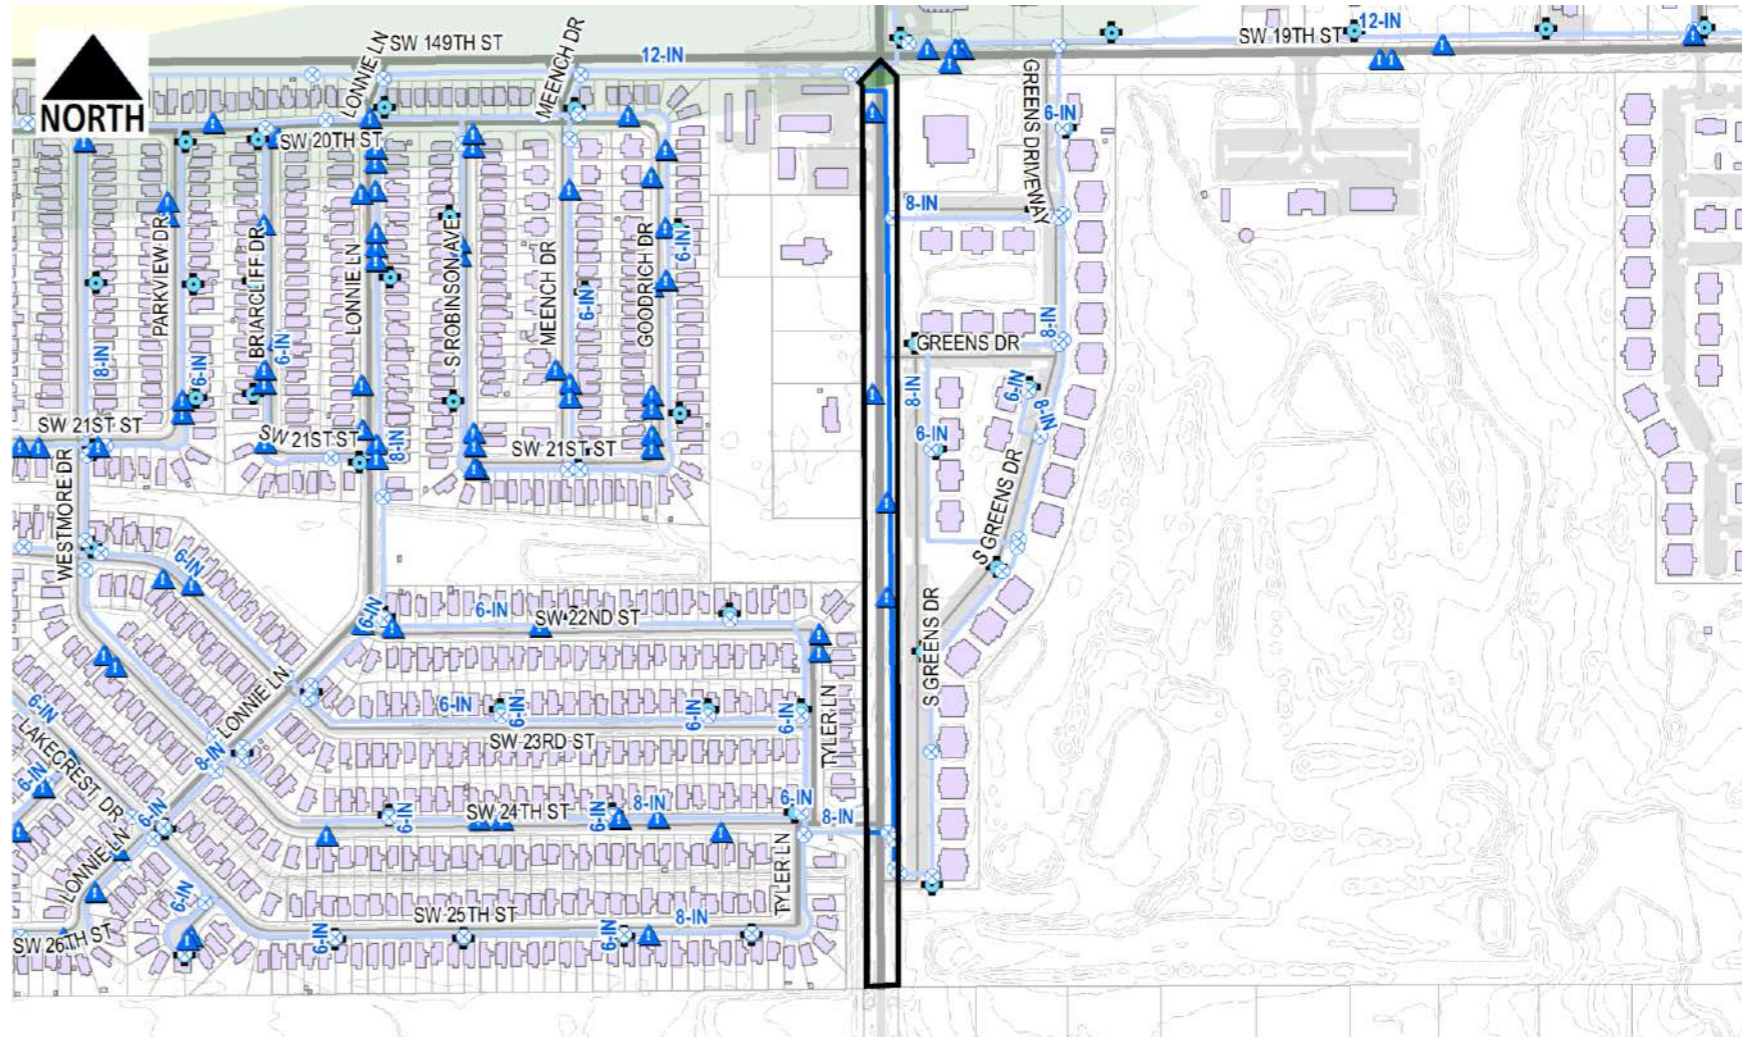 NORTH
SW 149TH ST
LONNIE LN
MEENCH DR
12-IN
SW 19TH ST
12-IN
SW 20TH ST
GREENS DRIVEWAY
6-IN
PARKVIEW DR
BRIARCLIFF DR
LONNIE LN
S ROBINSON AVE
MEENCH DR
GOODRICH DR
6-IN
8-IN
6-IN
8-IN
6-IN
6-IN
8-IN
GREENS DR
8-IN
6-IN
8-IN
SW 21ST ST
SW 21ST ST
8-IN
SW 21ST ST
6-IN
WESTMORE DR
S GREENS DR
6-IN
6-IN
6-IN
SW 22ND ST
S GREENS DR
LONNIE LN
6-IN
6-IN
6-IN
6-IN
6-IN
TYLER LN
SW 23RD ST
LAKECREST DR
8-IN
6-IN
6-IN
6-IN
SW 24TH ST
6-IN
8-IN
6-IN
8-IN
LONNIE LN
TYLER LN
6-IN
SW 25TH ST
8-IN
6-IN
6-IN
SW 26TH ST